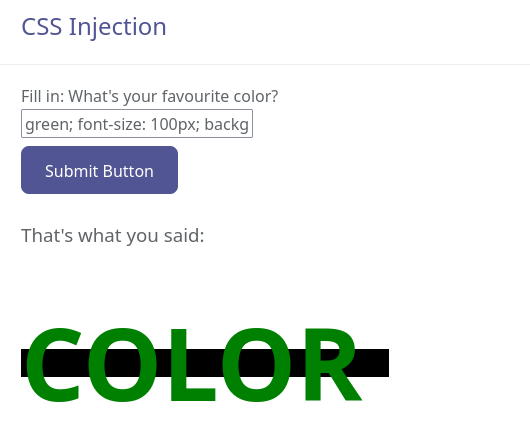 CSS Injection
Fill in: What's your favourite color?
green; font-size: 100px; backg
Submit Button
That's what you said:
COLOR